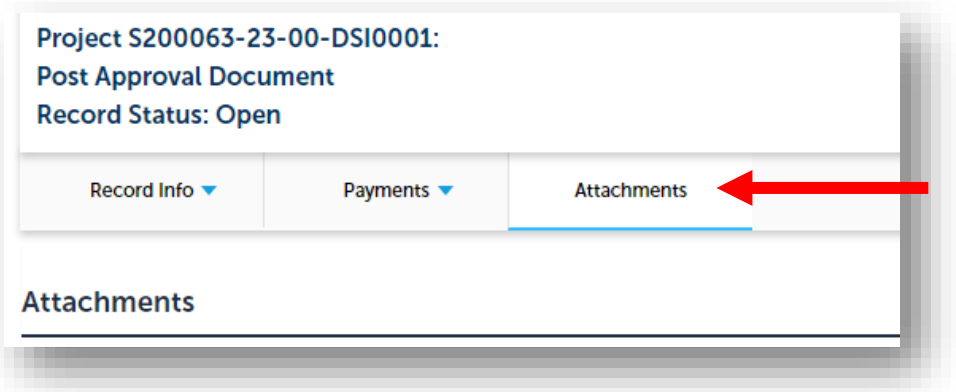 Project S200063-23-00-DSI0001:
Post Approval Document
Record Status: Open
Record Info
Payments
Attachments
Attachments